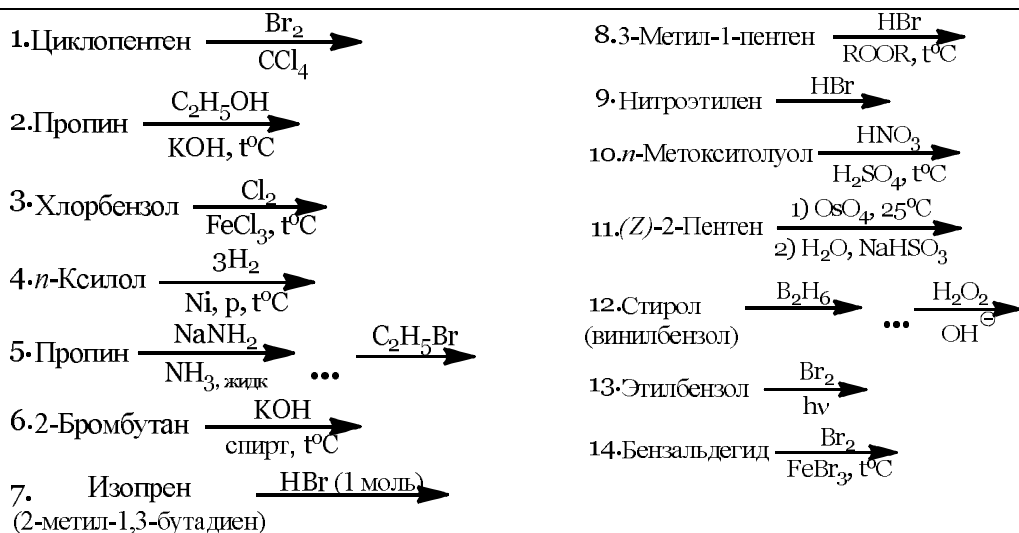 1.Циклопентен Br₂
CCl₄
2.Пропин C₂H₅OH
KOH, t°C
3.Хлорбензол Cl₂
FeCl₃, t°C
4.п-Ксилол 3H₂
Ni, p, t°C
5.Пропин NaNH₂
NH₃, жидк ... C₂H₅Br
6.2-Бромбутан KOH
спирт, t°C
7. Изопрен HBr (1 моль)
(2-метил-1,3-бутадиен)
8.3-Метил-1-пентен HBr
ROOR, t°C
9.Нитроэтилен HBr
10.п-Метокситолуол HNO₃
H₂SO₄, t°C
11.(Z)-2-Пентен 1) OsO₄, 25°C
2) H₂O, NaHSO₃
12.Стирол B₂H₆ ... H₂O₂
(винилбензол) OH⊖
13.Этилбензол Br₂
hν
14.Бензальдегид Br₂
FeBr₃, t°C